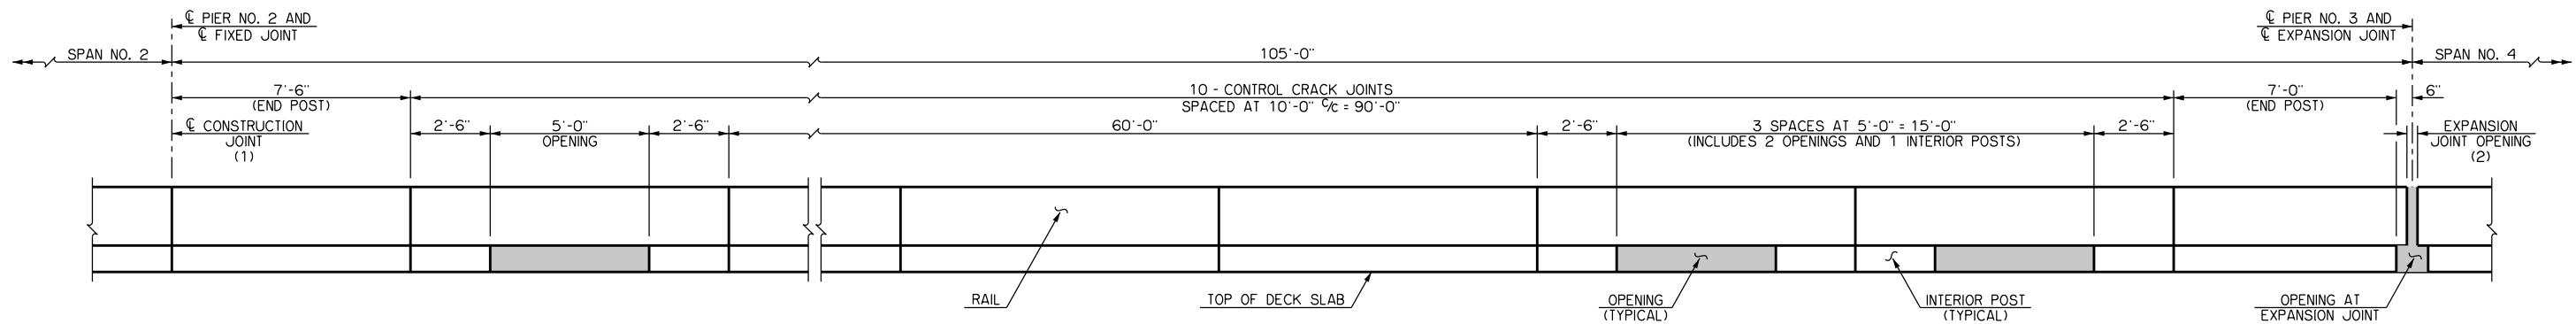 ℄ PIER NO. 2 AND
℄ FIXED JOINT
℄ PIER NO. 3 AND
℄ EXPANSION JOINT
SPAN NO. 2
105'-0"
SPAN NO. 4
7'-6"
(END POST)
10 - CONTROL CRACK JOINTS
SPACED AT 10'-0" C/c = 90'-0"
7'-0"
(END POST)
6"
℄ CONSTRUCTION
JOINT
(1)
2'-6"
5'-0"
OPENING
2'-6"
60'-0"
2'-6"
3 SPACES AT 5'-0" = 15'-0"
(INCLUDES 2 OPENINGS AND 1 INTERIOR POSTS)
2'-6"
EXPANSION
JOINT OPENING
(2)
RAIL
TOP OF DECK SLAB
OPENING
(TYPICAL)
INTERIOR POST
(TYPICAL)
OPENING AT
EXPANSION JOINT